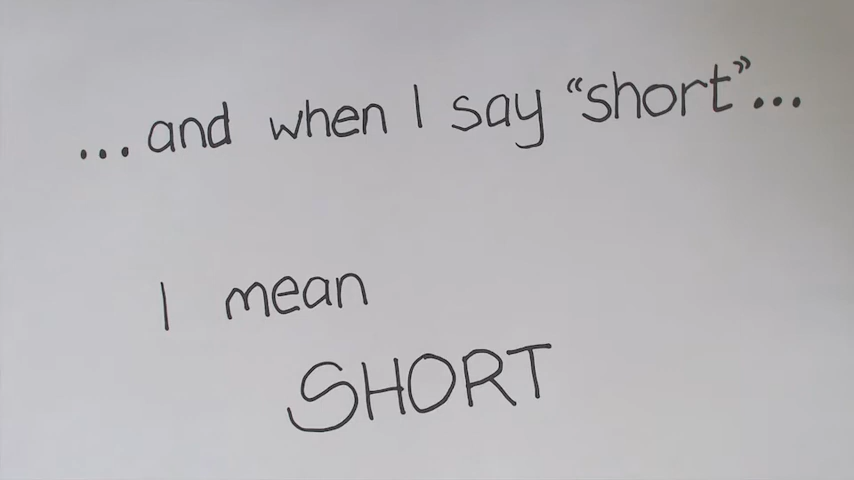 ...and when I say “short”...
I mean
SHORT